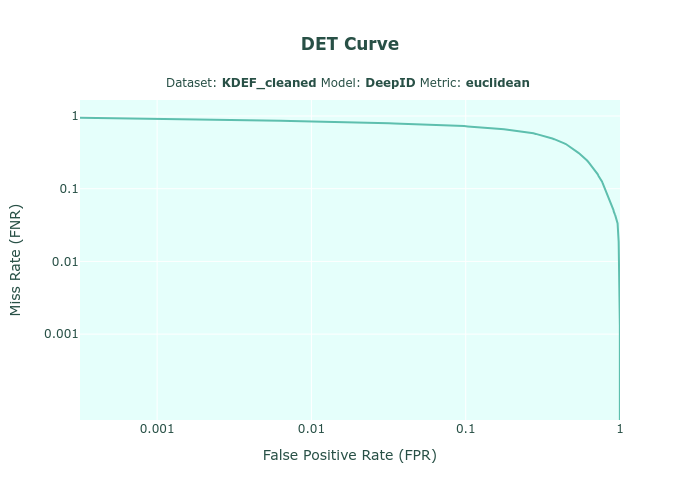 DET Curve
Dataset: KDEF_cleaned Model: DeepID Metric: euclidean
1
0.1
0.01
0.001
Miss Rate (FNR)
0.001
0.01
0.1
1
False Positive Rate (FPR)